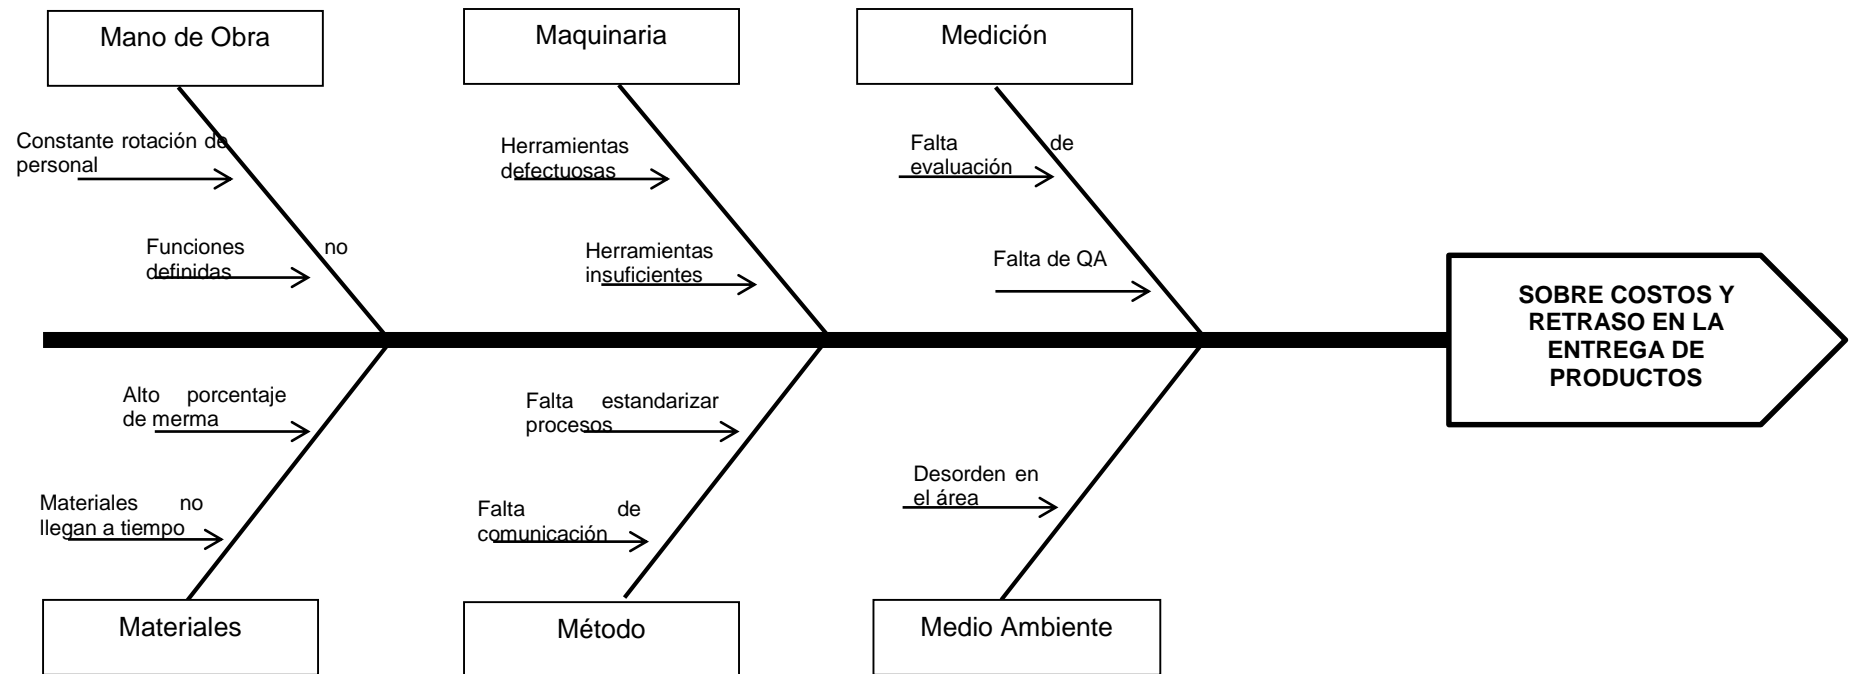 Mano de Obra
Maquinaria
Medición
Constante rotación de
personal
Herramientas
defectuosas
Falta de
evaluación
Funciones no
definidas
Herramientas
insuficientes
Falta de QA
SOBRE COSTOS Y
RETRASO EN LA
ENTREGA DE
PRODUCTOS
Alto porcentaje
de merma
Falta estandarizar
procesos
Desorden en
el área
Materiales no
llegan a tiempo
Falta de
comunicación
Materiales
Método
Medio Ambiente